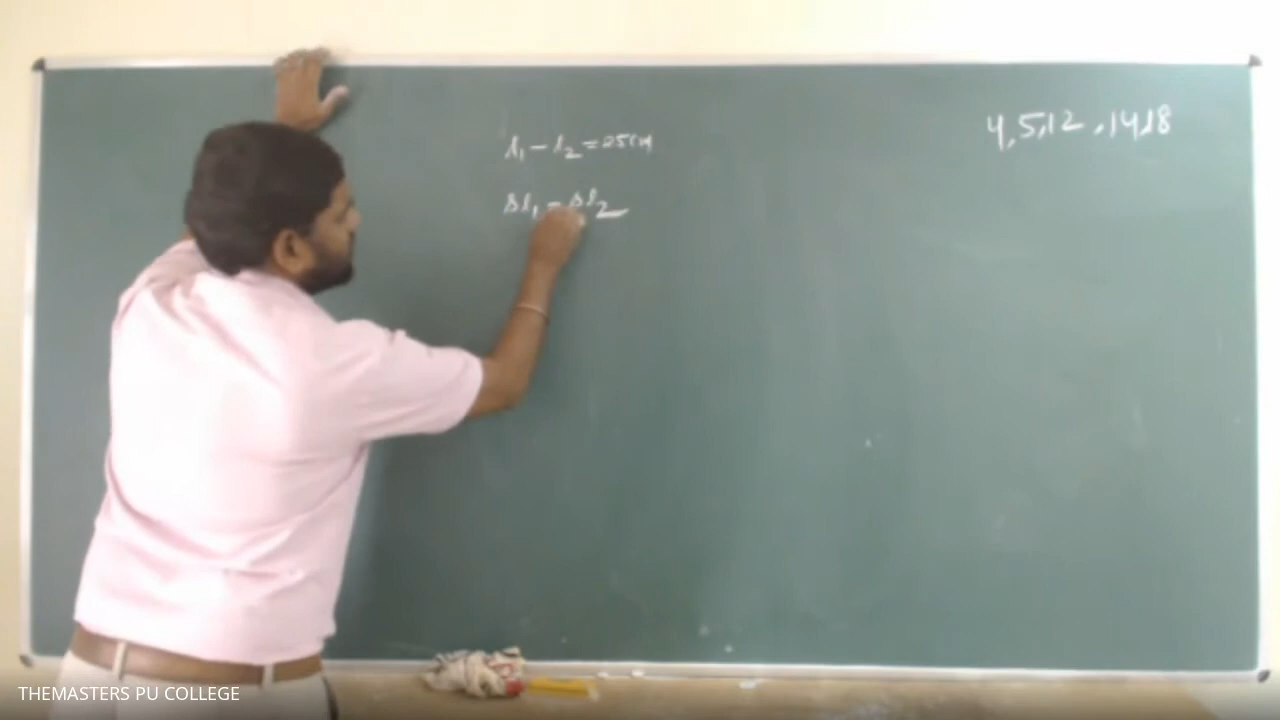 l₁ - l₂ = 25cm
4,5,12,14,18
Δl₁ - Δl₂
THEMASTERS PU COLLEGE